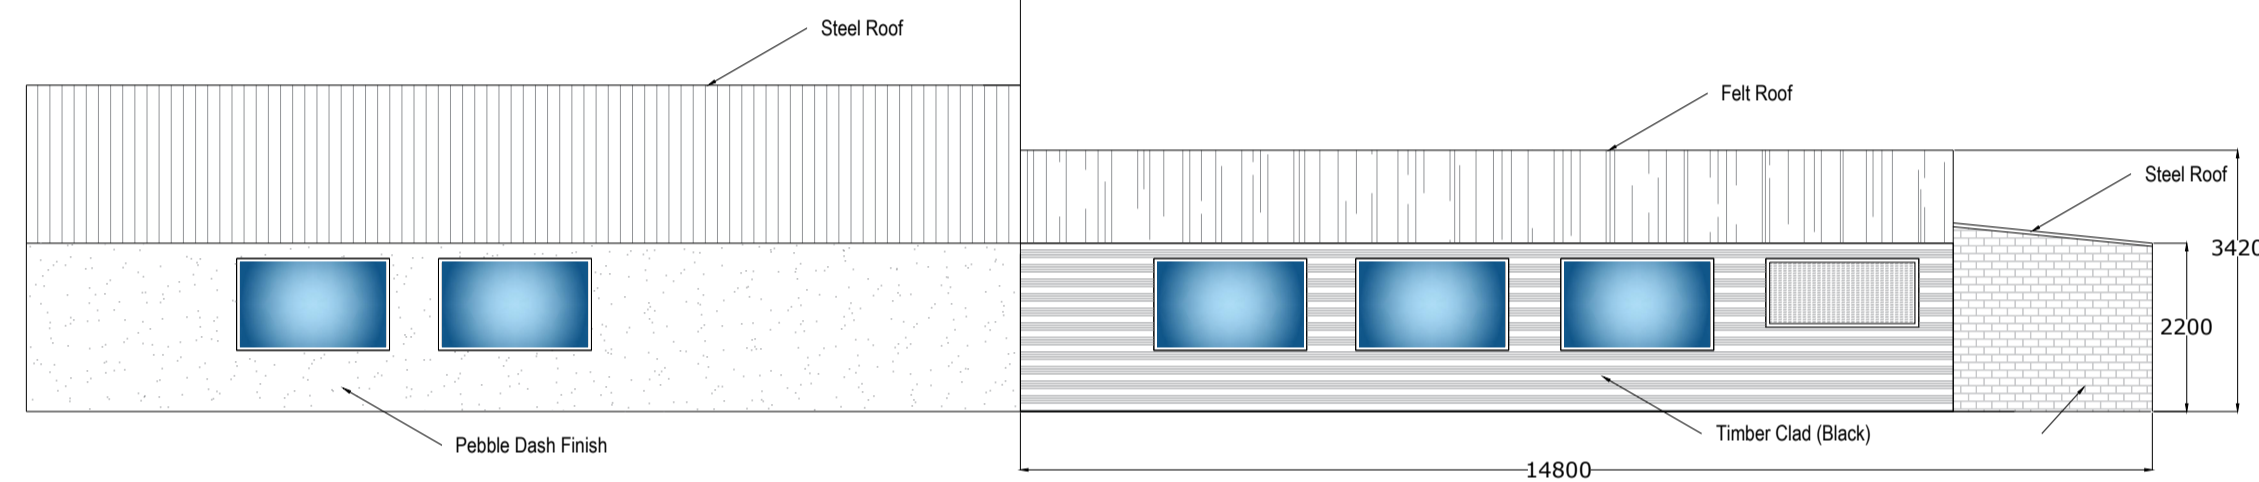 Steel Roof
Felt Roof
Steel Roof
3420
2200
Pebble Dash Finish
Timber Clad (Black)
14800